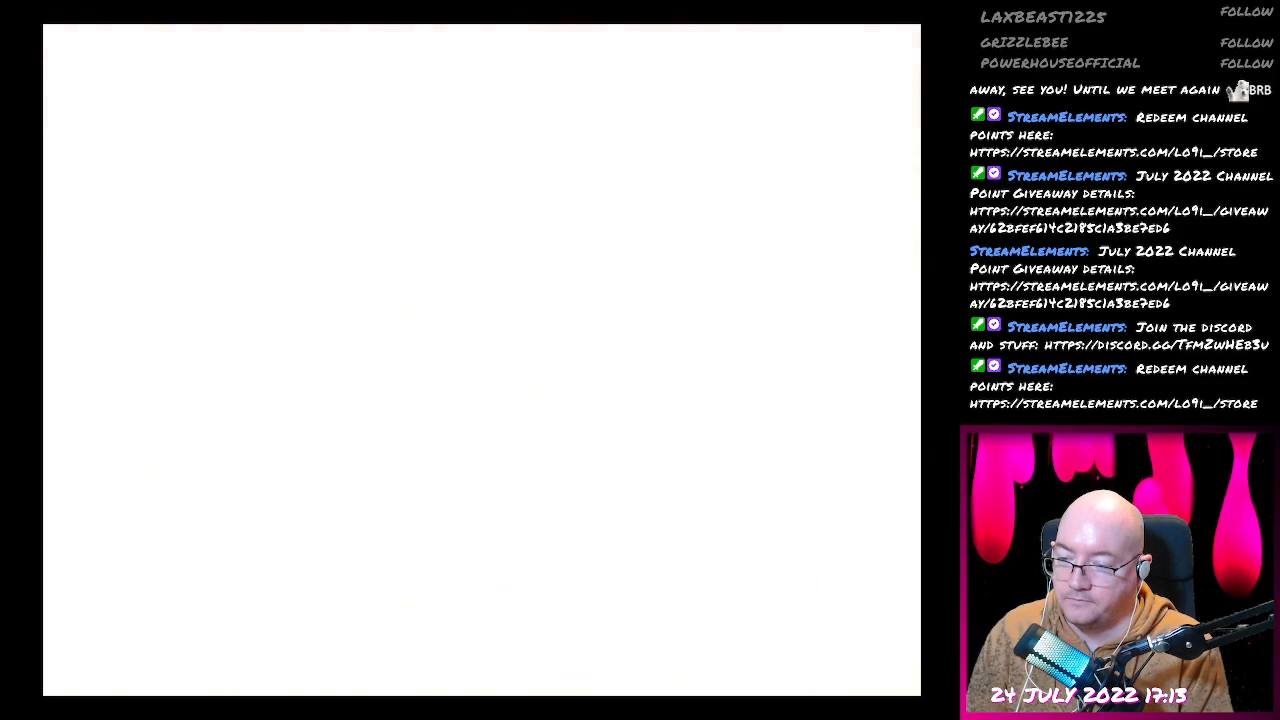 LAXBEAST1225 FOLLOW
GRIZZLEBEE FOLLOW
POWERHOUSEOFFICIAL FOLLOW
AWAY, SEE YOU! UNTIL WE MEET AGAIN BRB
STREAMELEMENTS: REDEEM CHANNEL
POINTS HERE:
HTTPS://STREAMELEMENTS.COM/LO9I_/STORE
STREAMELEMENTS: JULY 2022 CHANNEL
POINT GIVEAWAY DETAILS:
HTTPS://STREAMELEMENTS.COM/LO9I_/GIVEAW
AY/62BFEF614C2185C1A3BE7ED6
STREAMELEMENTS: JULY 2022 CHANNEL
POINT GIVEAWAY DETAILS:
HTTPS://STREAMELEMENTS.COM/LO9I_/GIVEAW
AY/62BFEF614C2185C1A3BE7ED6
STREAMELEMENTS: JOIN THE DISCORD
AND STUFF: HTTPS://DISCORD.GG/TFMZWHE83U
STREAMELEMENTS: REDEEM CHANNEL
POINTS HERE:
HTTPS://STREAMELEMENTS.COM/LO9I_/STORE
24 JULY 2022 17:13